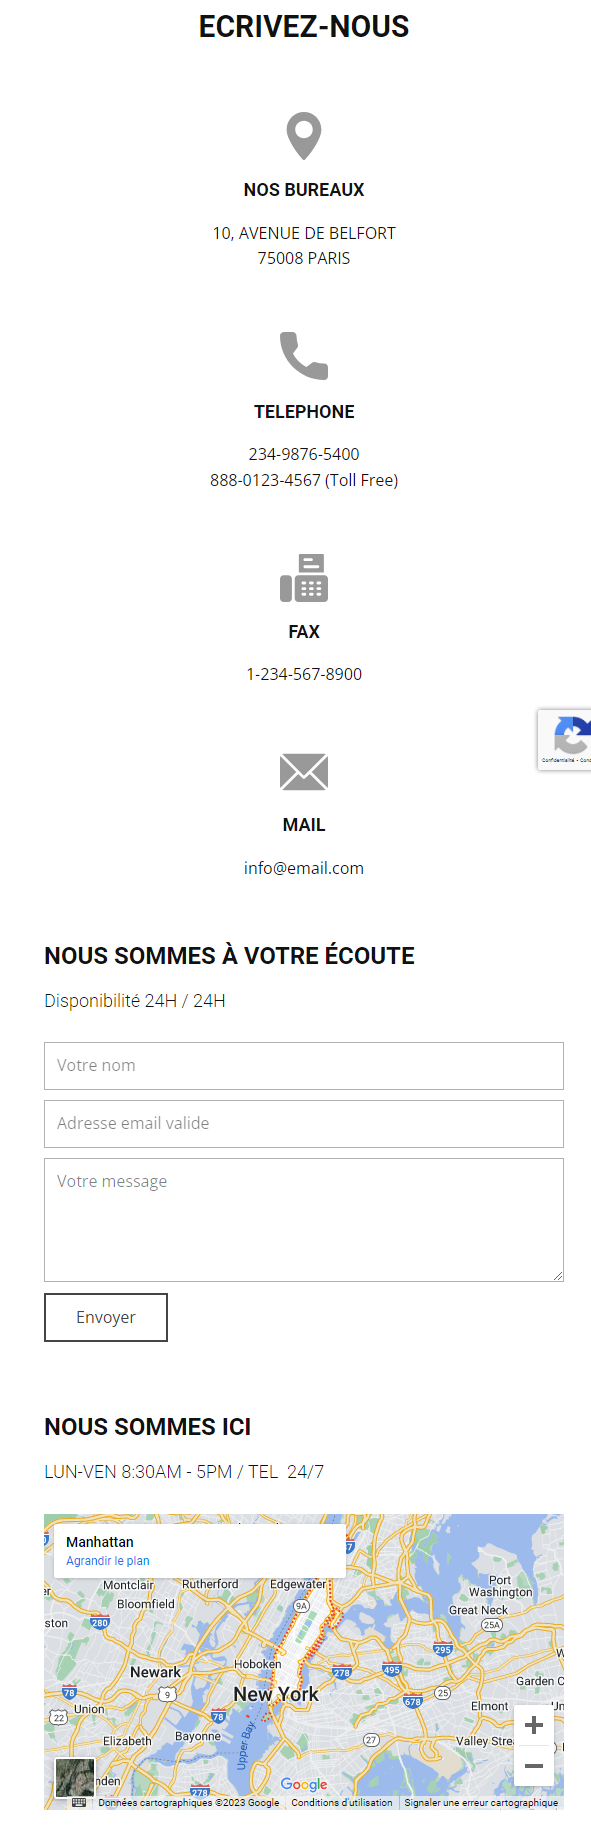 ECRIVEZ-NOUS
NOS BUREAUX
10, AVENUE DE BELFORT
75008 PARIS
TELEPHONE
234-9876-5400
888-0123-4567 (Toll Free)
FAX
1-234-567-8900
Confidentialité -
MAIL
info@email.com
NOUS SOMMES À VOTRE ÉCOUTE
Disponibilité 24H / 24H
Votre nom
Adresse email valide
Votre message
Envoyer
NOUS SOMMES ICI
LUN-VEN 8:30AM - 5PM / TEL  24/7
Manhattan
Agrandir le plan
Montclair
Rutherford
Edgewater
Port
Washington
Bloomfield
9A
Great Neck
280
25A
295
Hoboken
Newark
278
495
Garden C
78
9
New York
678
25
Union
Elmont
22
78
Elizabeth
Bayonne
Upper Bay
27
Valley Stre
278
Google
Données cartographiques ©2023 Google
Conditions d'utilisation
Signaler une erreur cartographique